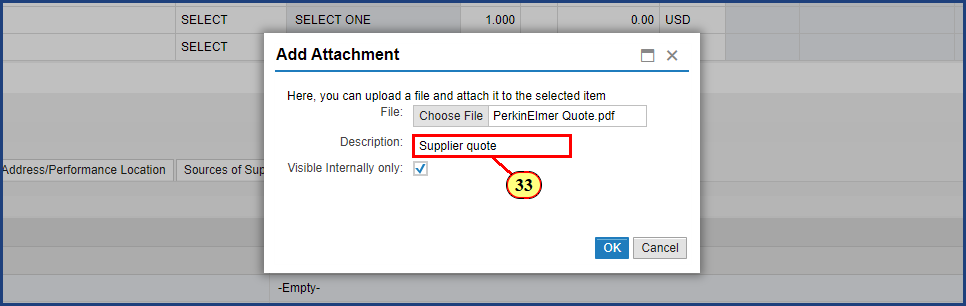 SELECT SELECT ONE 1.000 0.00 USD
SELECT
Add Attachment
Here, you can upload a file and attach it to the selected item
File: Choose File PerkinElmer Quote.pdf
Description: Supplier quote
Visible Internally only:
33
Address/Performance Location Sources of Sup
OK Cancel
-Empty-